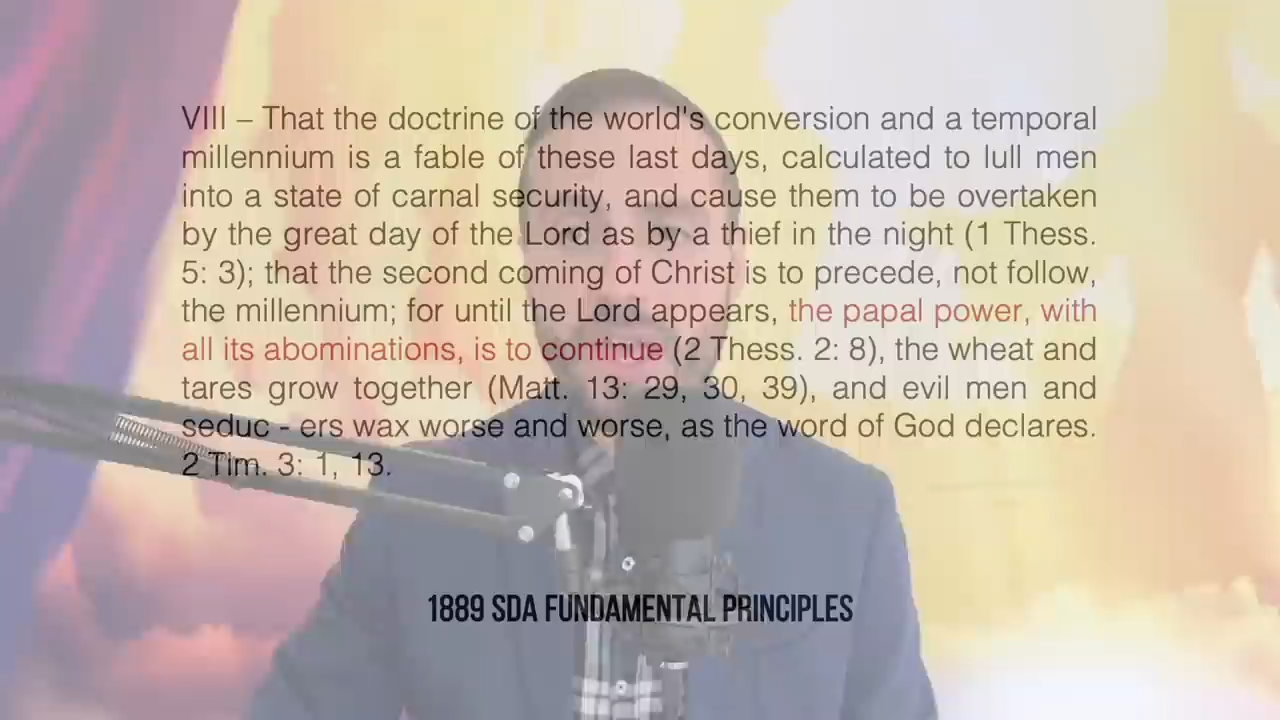 VIII – That the doctrine of the world's conversion and a temporal
millennium is a fable of these last days, calculated to lull men
into a state of carnal security, and cause them to be overtaken
by the great day of the Lord as by a thief in the night (1 Thess.
5: 3); that the second coming of Christ is to precede, not follow,
the millennium; for until the Lord appears, the papal power, with
all its abominations, is to continue (2 Thess. 2: 8), the wheat and
tares grow together (Matt. 13: 29, 30, 39), and evil men and
seduc - ers wax worse and worse, as the word of God declares.
2 Tim. 3: 1, 13.
1889 SDA FUNDAMENTAL PRINCIPLES